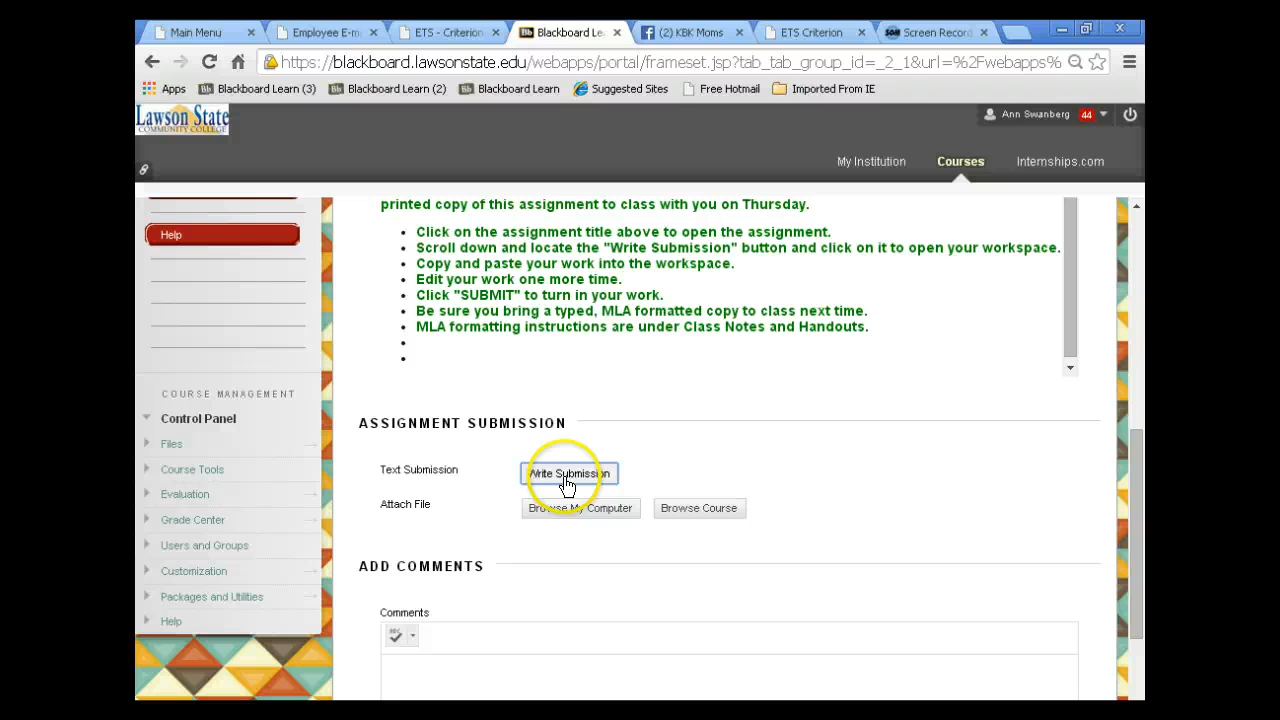 Main Menu
Employee E-m
ETS - Criterion
Blackboard Le
(2) KBK Moms
ETS Criterion
Screen Record
https://blackboard.lawsonstate.edu/webapps/portal/frameset.jsp?tab_tab_group_id=_2_1&url=%2Fwebapps%
Apps
Blackboard Learn (3)
Blackboard Learn (2)
Blackboard Learn
Suggested Sites
Free Hotmail
Imported From IE
Lawson State
COMMUNITY COLLEGE
Ann Swanberg 44
My Institution
Courses
Internships.com
printed copy of this assignment to class with you on Thursday.
Help
• Click on the assignment title above to open the assignment.
• Scroll down and locate the "Write Submission" button and click on it to open your workspace.
• Copy and paste your work into the workspace.
• Edit your work one more time.
• Click "SUBMIT" to turn in your work.
• Be sure you bring a typed, MLA formatted copy to class next time.
• MLA formatting instructions are under Class Notes and Handouts.
•
•
COURSE MANAGEMENT
Control Panel
Files
Course Tools
Evaluation
Grade Center
Users and Groups
Customization
Packages and Utilities
Help
ASSIGNMENT SUBMISSION
Text Submission
Write Submission
Attach File
Browse My Computer
Browse Course
ADD COMMENTS
Comments
ABC